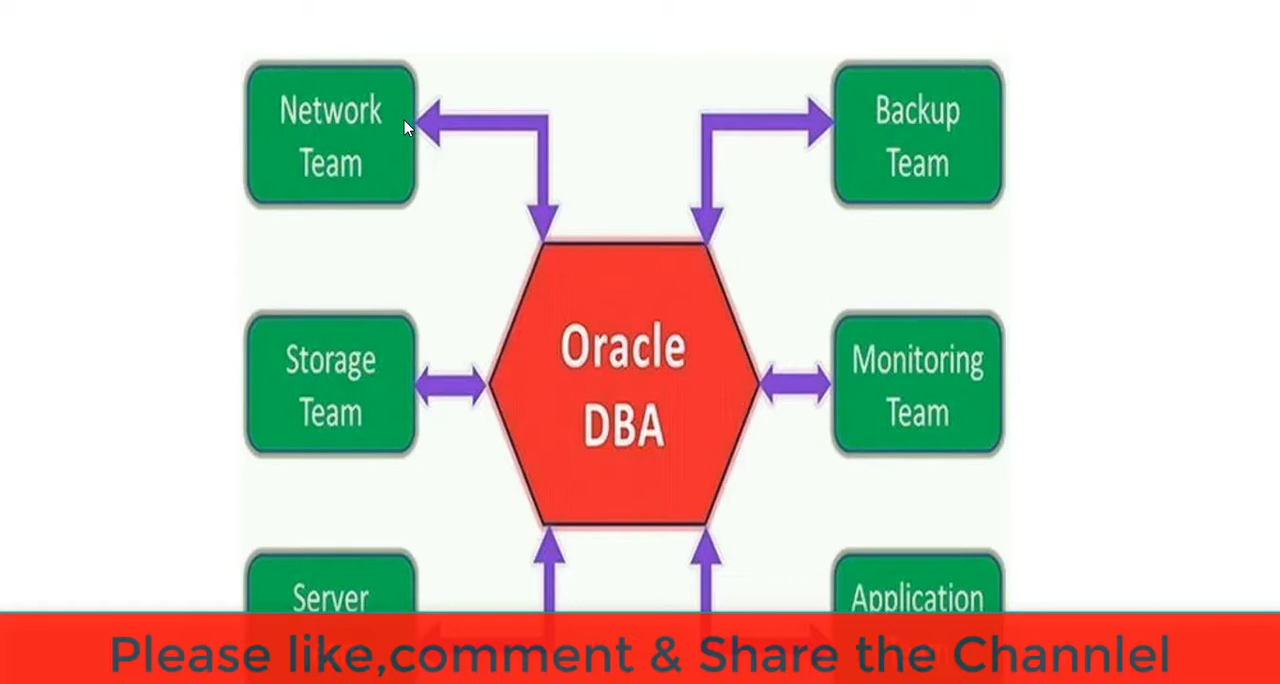 Network
Team
Backup
Team
Storage
Team
Oracle
DBA
Monitoring
Team
Server
Application
Please like,comment & Share the Channlel